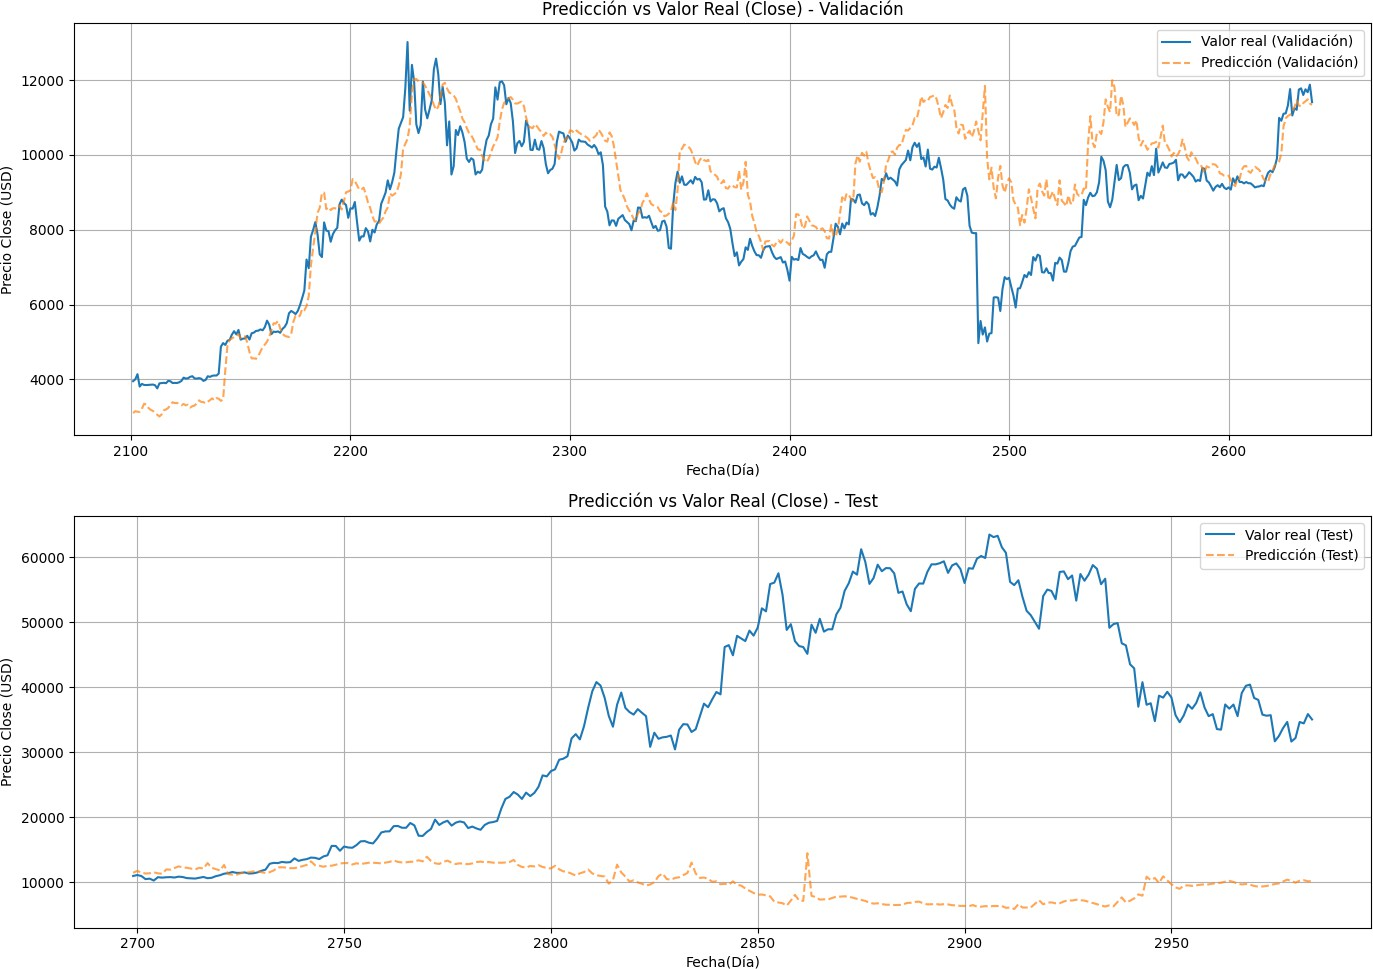 Predicción vs Valor Real (Close) - Validación
Valor real (Validación)
Predicción (Validación)
Precio Close (USD)
12000
10000
8000
6000
4000
2100 2200 2300 2400 2500 2600
Fecha(Día)
Predicción vs Valor Real (Close) - Test
Valor real (Test)
Predicción (Test)
Precio Close (USD)
60000
50000
40000
30000
20000
10000
2700 2750 2800 2850 2900 2950
Fecha(Día)